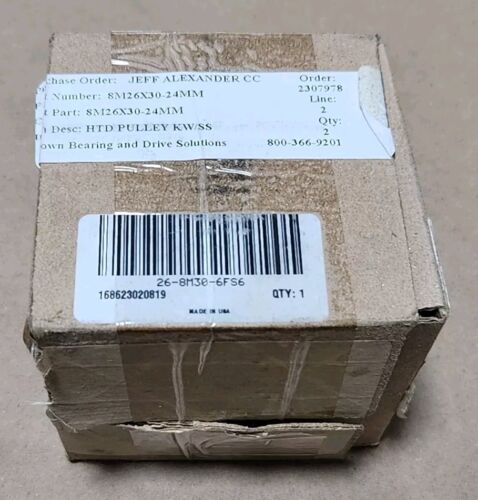 chase Order: JEFF ALEXANDER CC Order:
2307978
t Number: 8M26X30-24MM Line:
t Part: 8M26X30-24MM 2
n Desc: HTD PULLEY KW/SS Qty:
2
own Bearing and Drive Solutions 800-366-9201
26-8M30-6FS6
168623020819 QTY: 1
MADE IN USA